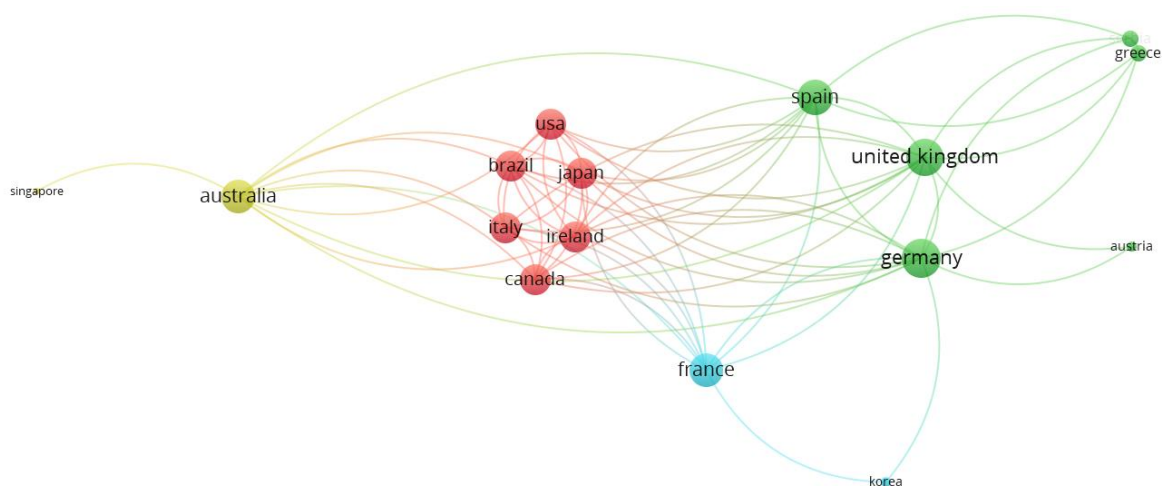 greece
spain
usa
united kingdom
brazil
japan
singapore
australia
italy
ireland
austria
germany
canada
france
korea